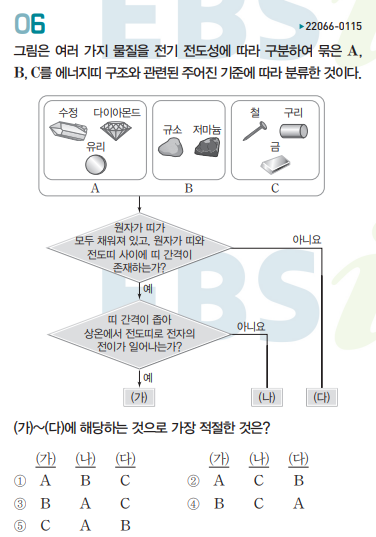 06
▶22066-0115
그림은 여러 가지 물질을 전기 전도성에 따라 구분하여 묶은 A,
B, C를 에너지띠 구조와 관련된 주어진 기준에 따라 분류한 것이다.
수정 다이아몬드
유리
A
규소 저마늄
B
철 구리
금
C
원자가 띠가
모두 채워져 있고, 원자가 띠와
전도띠 사이에 띠 간격이
존재하는가?
아니요
예
띠 간격이 좁아
상온에서 전도띠로 전자의
전이가 일어나는가?
아니요
예
(가) (나) (다)
(가)~(다)에 해당하는 것으로 가장 적절한 것은?
(가) (나) (다) (가) (나) (다)
① A B C ② A C B
③ B A C ④ B C A
⑤ C A B
EBSi
EBSi